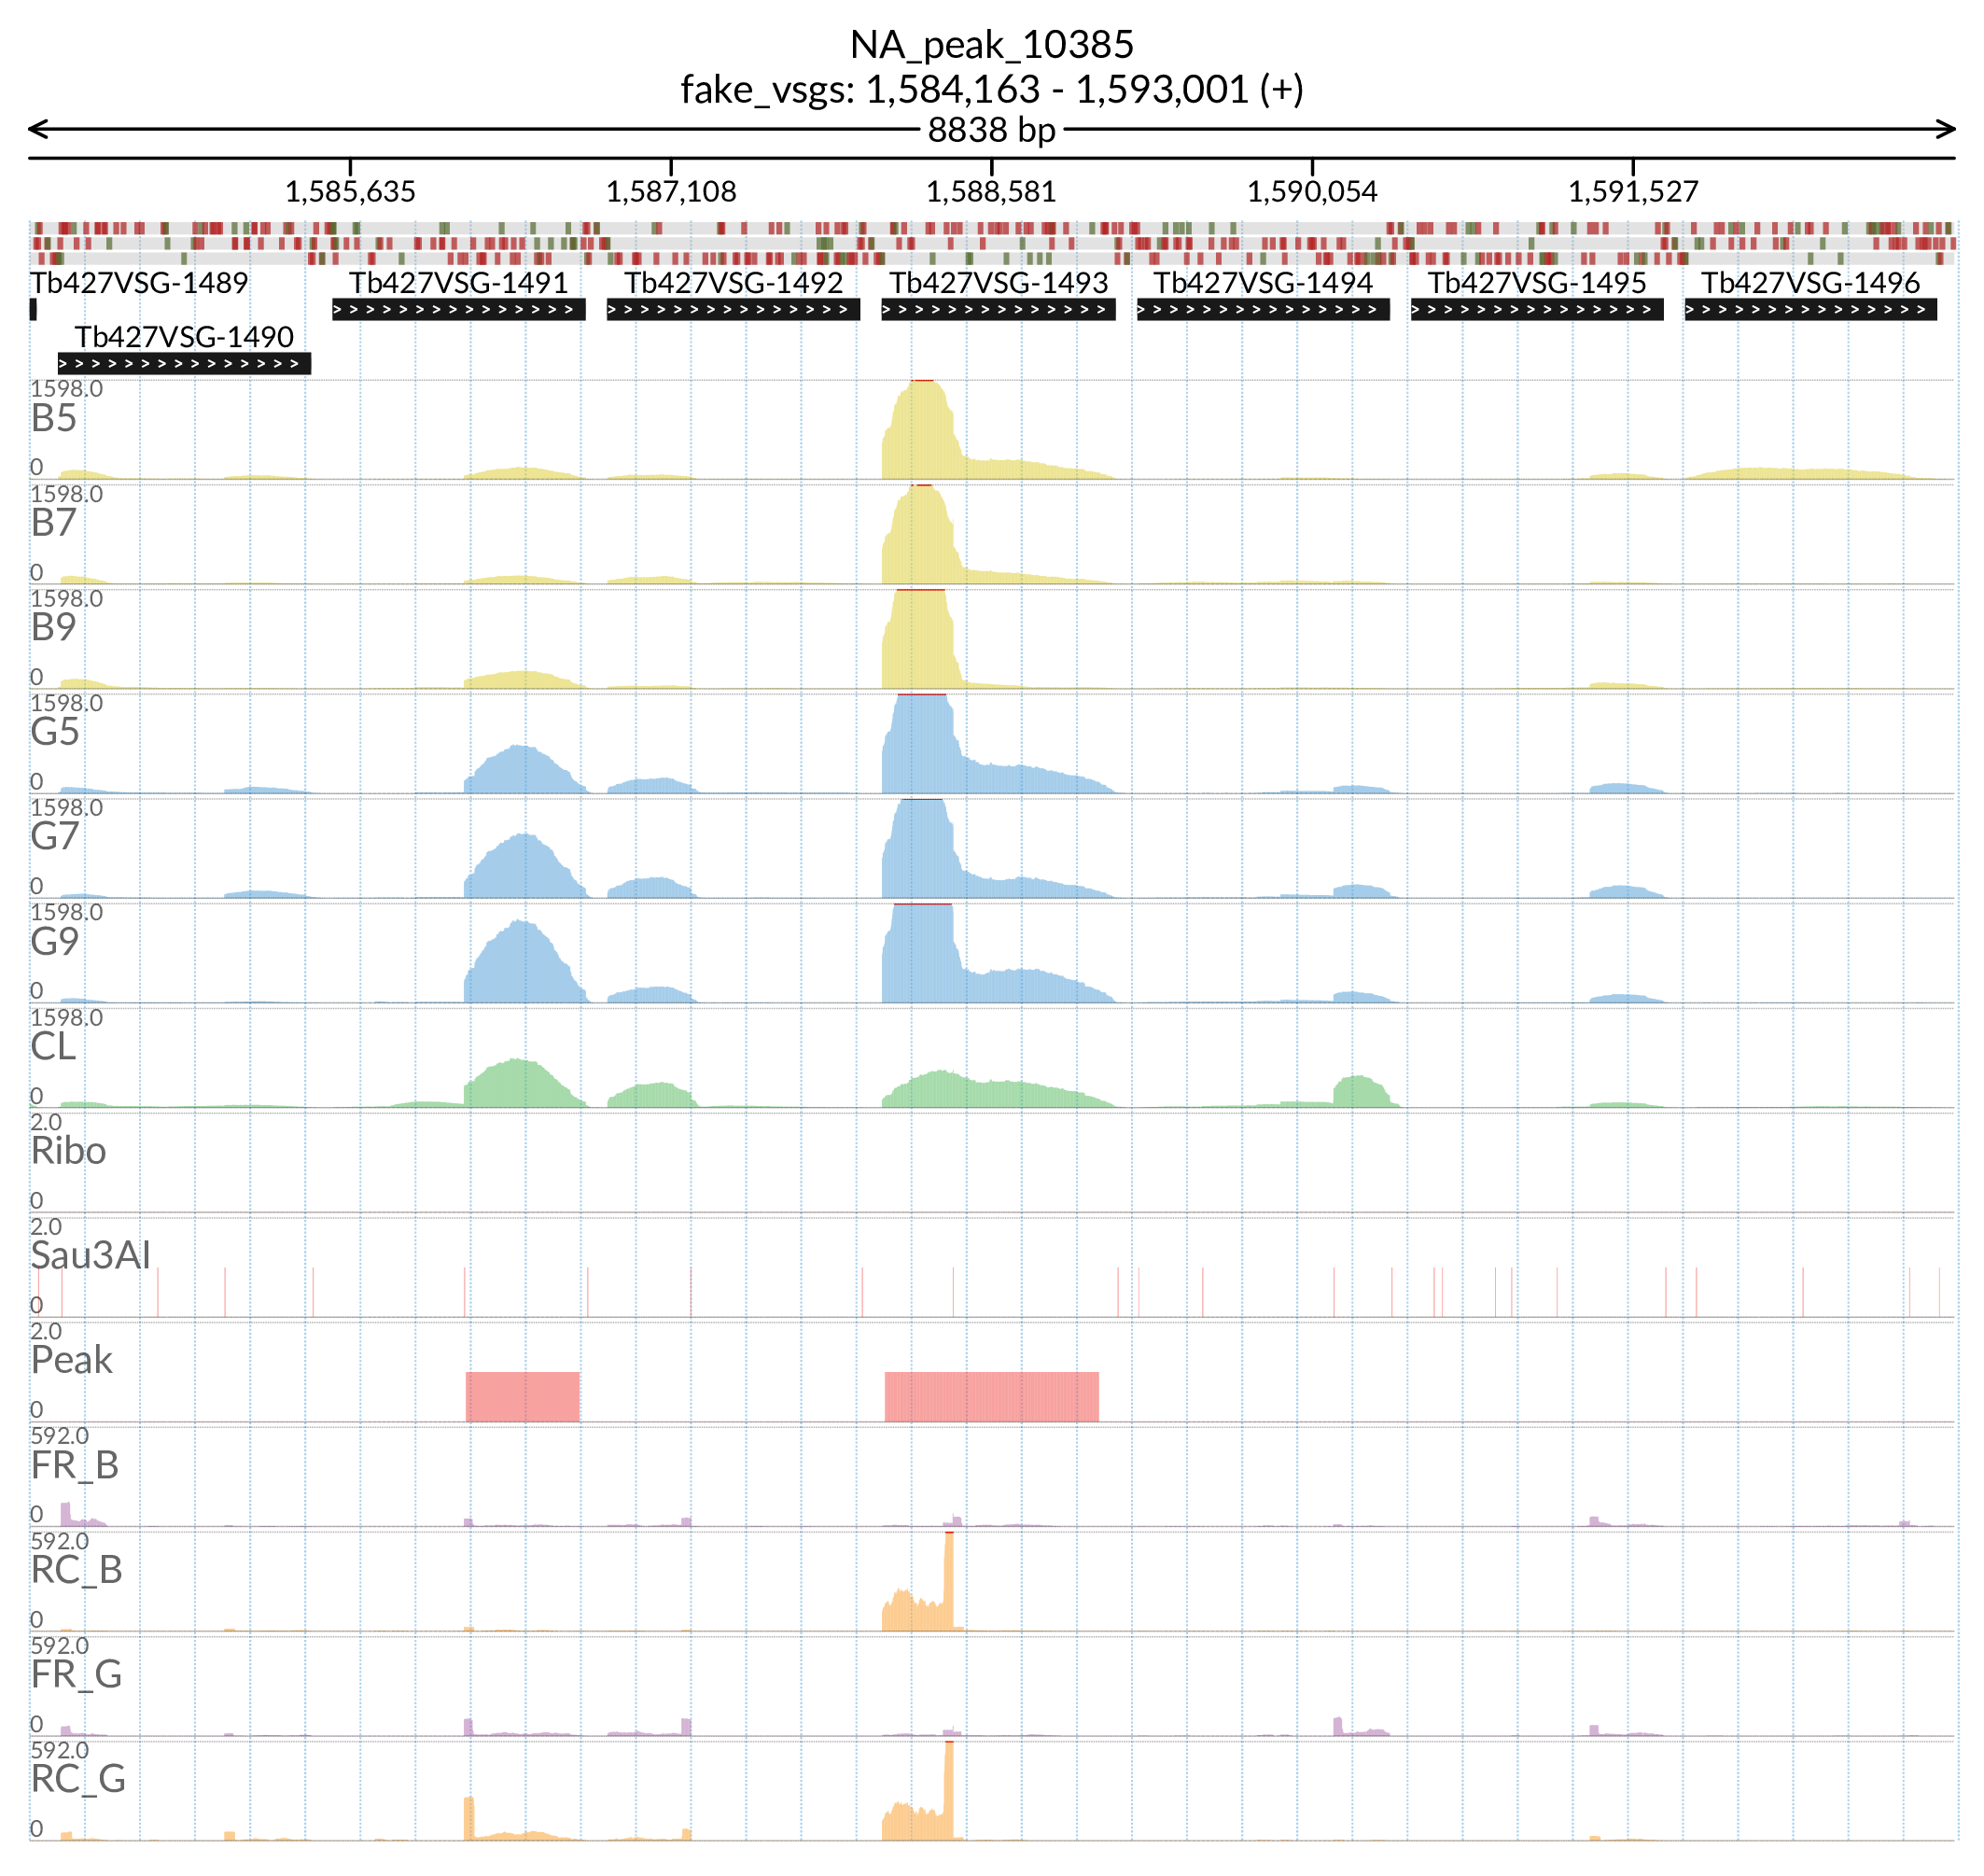 NA_peak_10385
fake_vsgs: 1,584,163 - 1,593,001 (+)
8838 bp
1,585,635 1,587,108 1,588,581 1,590,054 1,591,527
Tb427VSG-1489 Tb427VSG-1491 Tb427VSG-1492 Tb427VSG-1493 Tb427VSG-1494 Tb427VSG-1495 Tb427VSG-1496
Tb427VSG-1490
1598.0
B5
0
1598.0
B7
0
1598.0
B9
0
1598.0
G5
0
1598.0
G7
0
1598.0
G9
0
1598.0
CL
0
2.0
Ribo
0
2.0
Sau3AI
0
2.0
Peak
0
592.0
FR_B
0
592.0
RC_B
0
592.0
FR_G
0
592.0
RC_G
0